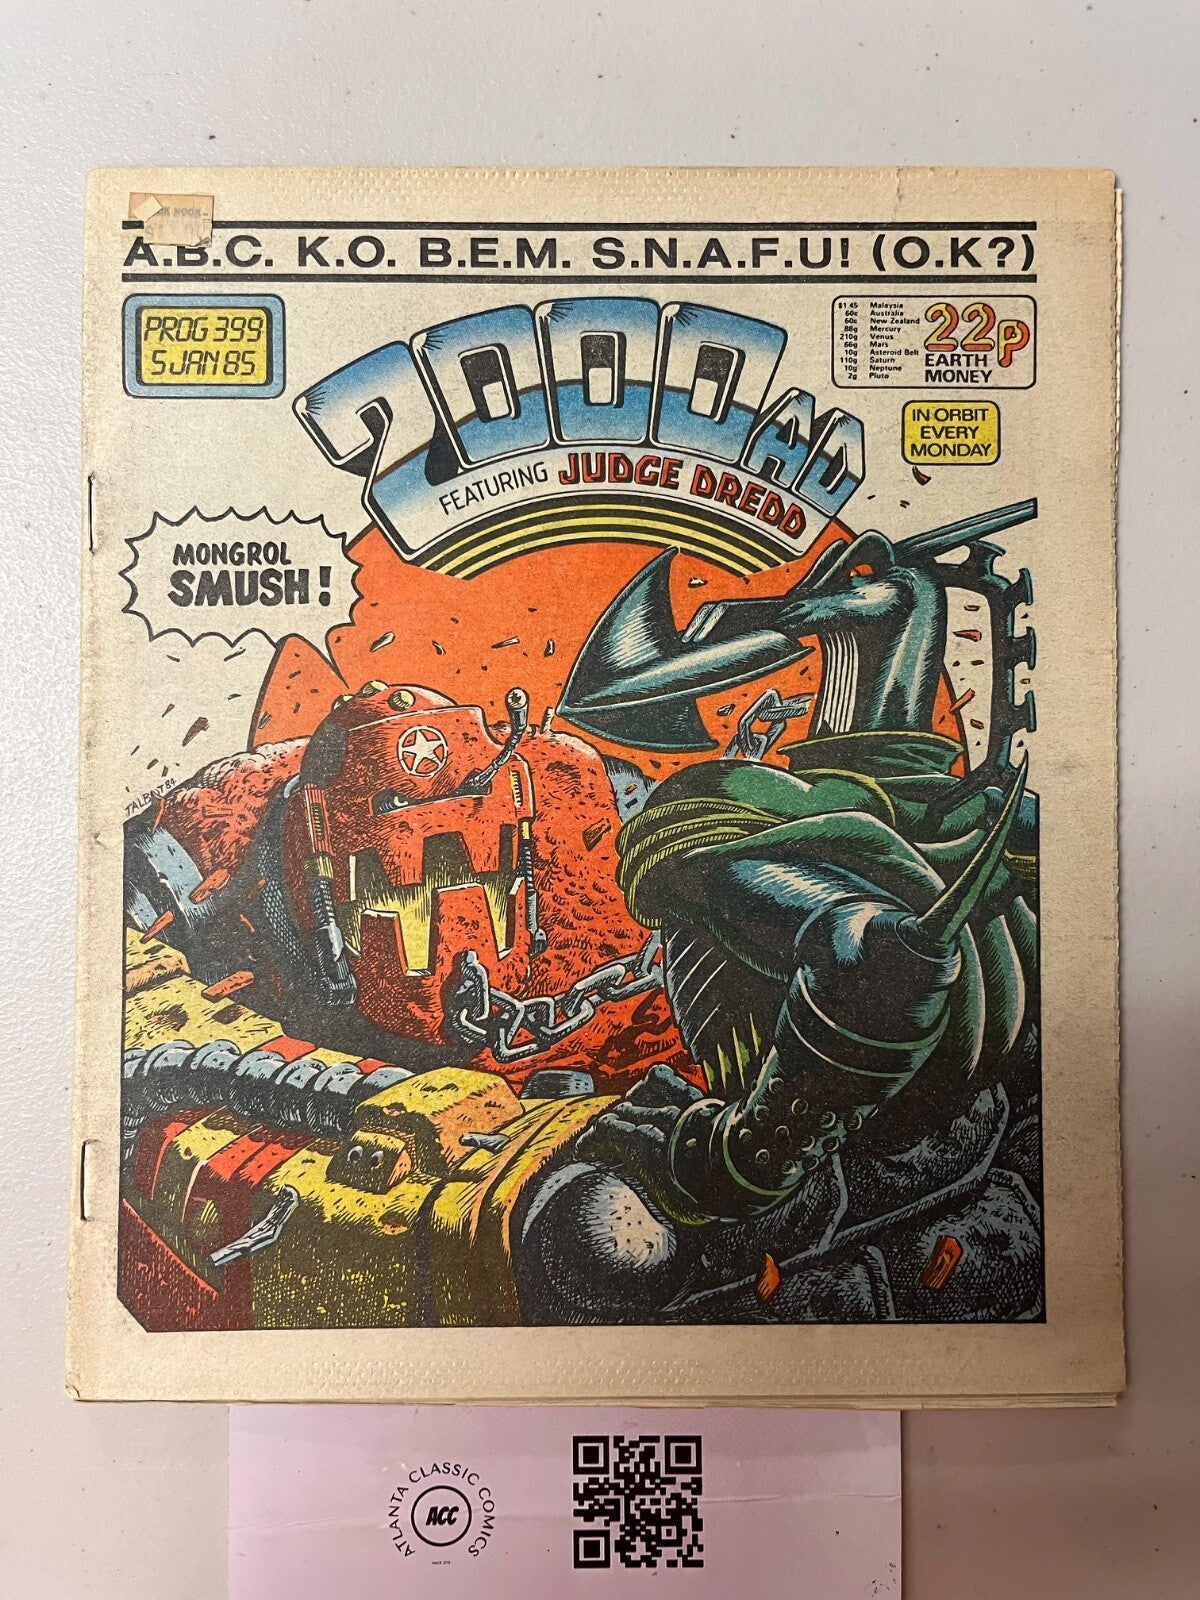 A.B.C. K.O. B.E.M. S.N.A.F.U! (O.K?)
PROG 399
5 JAN 85
2000 AD
FEATURING JUDGE DREDD
$1.45 Malaysia
60c Australia
60c New Zealand
88g Mercury
210g Venus
66g Mars
10g Asteroid Belt
110g Saturn
10g Neptune
2g Pluto
22p
EARTH
MONEY
IN ORBIT
EVERY
MONDAY
MONGROL
SMUSH!
TALBOT 84
ATLANTA CLASSIC COMICS
ACC